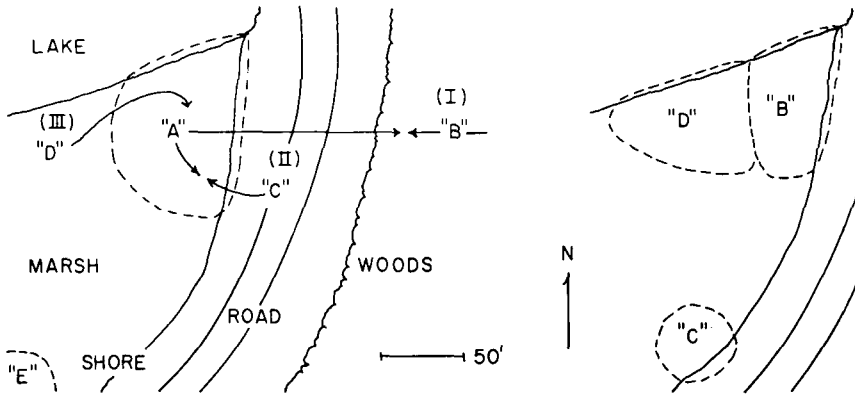 LAKE
(I)
"B"
(III)
"D"
"A"
(II)
"C"
MARSH
WOODS
ROAD
SHORE
50'
"E"
"D"
"B"
N
"C"